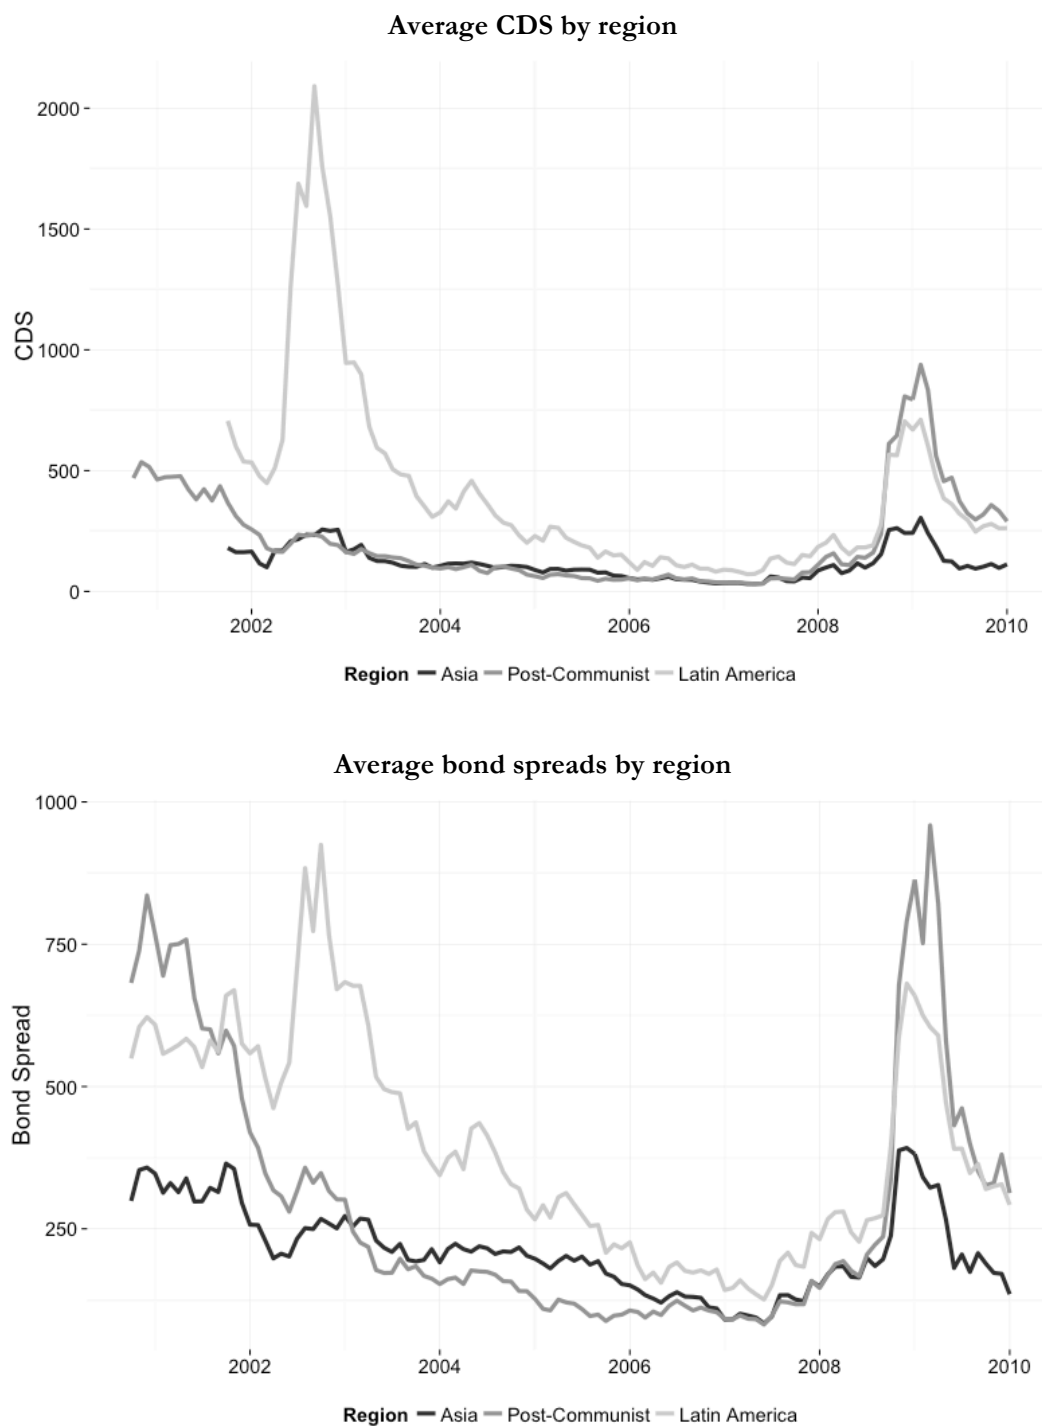 Average CDS by region
2000
1500
1000
500
0
CDS
2002 2004 2006 2008 2010
Region Asia Post-Communist Latin America
Average bond spreads by region
1000
750
500
250
Bond Spread
2002 2004 2006 2008 2010
Region Asia Post-Communist Latin America